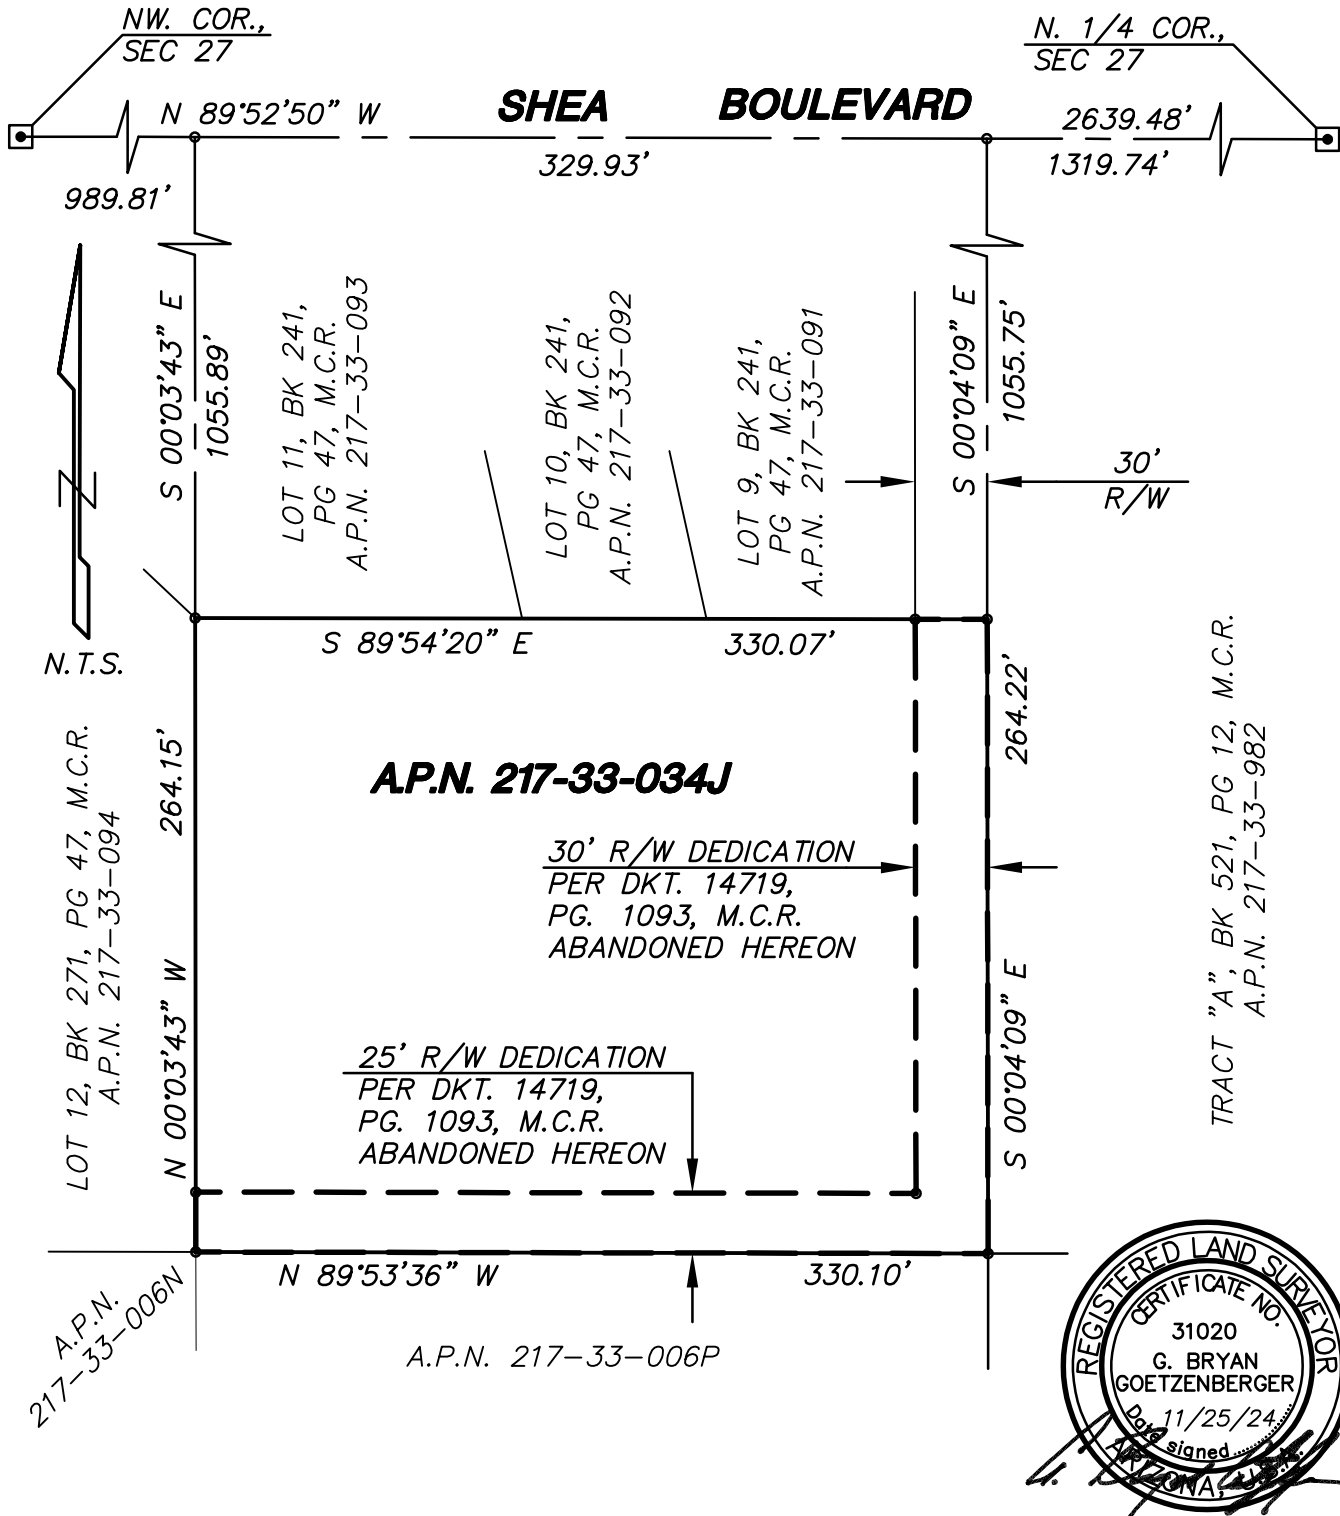 NW. COR.,
SEC 27
N. 1/4 COR.,
SEC 27
N 89°52'50" W
SHEA BOULEVARD
2639.48'
329.93'
1319.74'
989.81'
S 00°03'43" E
1055.89'
LOT 11, BK 241,
PG 47, M.C.R.
A.P.N. 217-33-093
LOT 10, BK 241,
PG 47, M.C.R.
A.P.N. 217-33-092
LOT 9, BK 241,
PG 47, M.C.R.
A.P.N. 217-33-091
S 00°04'09" E
1055.75'
30'
R/W
N
N.T.S.
S 89°54'20" E
330.07'
LOT 12, BK 271, PG 47, M.C.R.
A.P.N. 217-33-094
264.15'
N 00°03'43" W
A.P.N. 217-33-034J
30' R/W DEDICATION
PER DKT. 14719,
PG. 1093, M.C.R.
ABANDONED HEREON
25' R/W DEDICATION
PER DKT. 14719,
PG. 1093, M.C.R.
ABANDONED HEREON
264.22'
S 00°04'09" E
TRACT "A", BK 521, PG 12, M.C.R.
A.P.N. 217-33-982
N 89°53'36" W
330.10'
A.P.N.
217-33-006N
A.P.N. 217-33-006P
REGISTERED LAND SURVEYOR
CERTIFICATE NO.
31020
G. BRYAN
GOETZENBERGER
11/25/24
Date signed
ARIZONA, U.S.A.